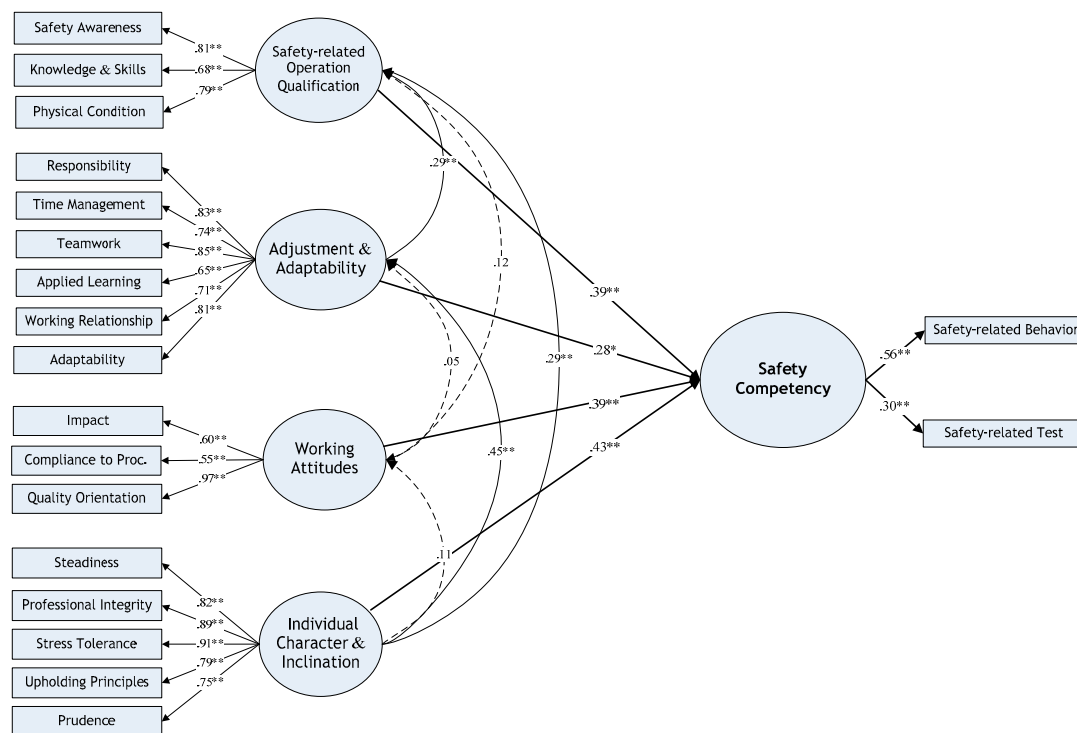 Safety Awareness
Knowledge & Skills
Physical Condition
.81**
.68**
.79**
Safety-related
Operation
Qualification
Responsibility
Time Management
Teamwork
Applied Learning
Working Relationship
Adaptability
.83**
.74**
.85**
.65**
.71**
.81**
Adjustment &
Adaptability
Impact
Compliance to Proc.
Quality Orientation
.60**
.55**
.97**
Working
Attitudes
Steadiness
Professional Integrity
Stress Tolerance
Upholding Principles
Prudence
.82**
.89**
.91**
.79**
.75**
Individual
Character &
Inclination
.29**
.12
.05
.29**
.45**
.11
.39**
.28*
.39**
.43**
Safety
Competency
.56**
.30**
Safety-related Behavior
Safety-related Test